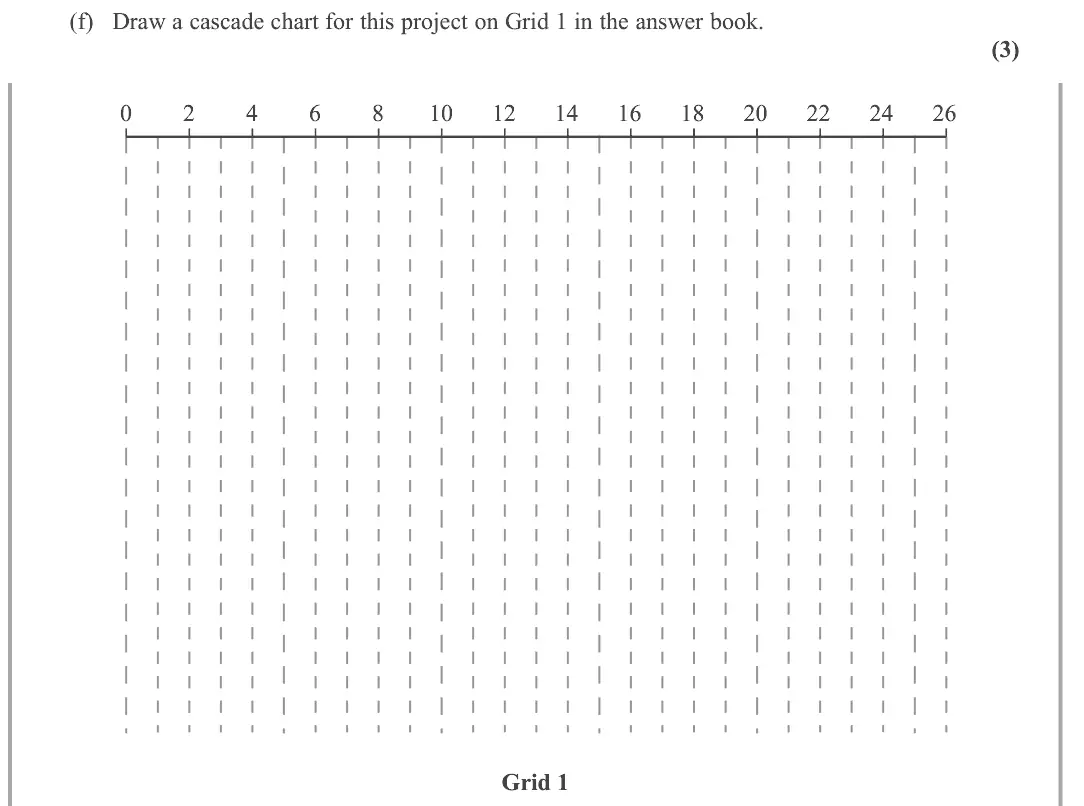 (f) Draw a cascade chart for this project on Grid 1 in the answer book.
(3)
0 2 4 6 8 10 12 14 16 18 20 22 24 26
Grid 1